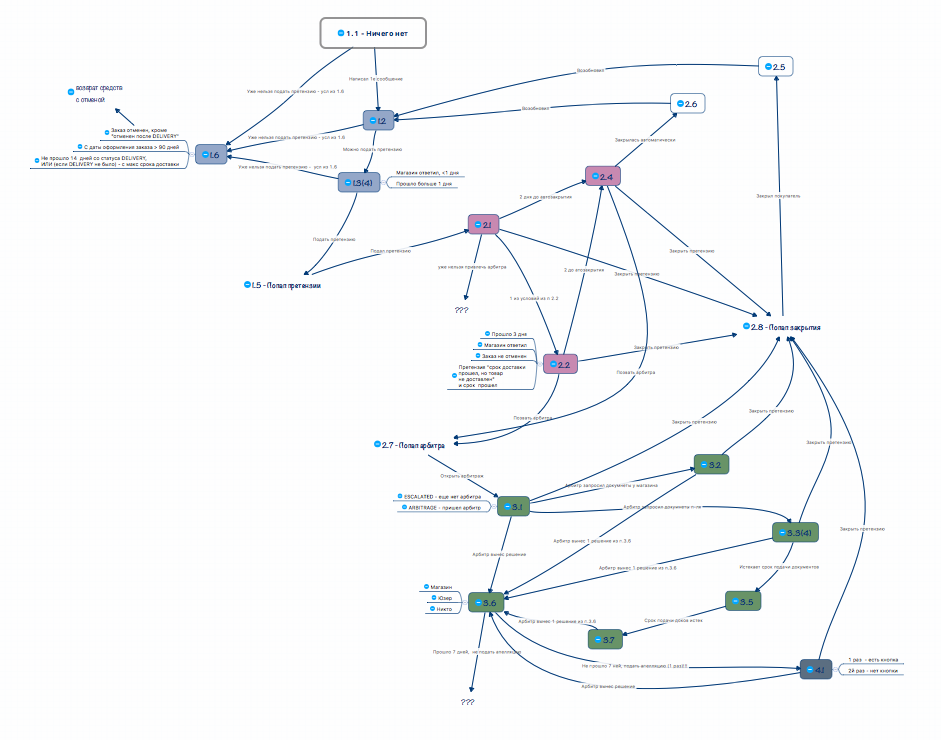 1.1 - Ничего нет
2.5
возврат средств
с отменой
Написал 1е сообщение
Возобновил
Уже нельзя подать претензию - усл из 1.6
2.6
Возобновил
1.2
Заказ отменен, кроме
"отменен после DELIVERY"
С даты оформления заказа > 90 дней
Не прошло 14 дней со статуса DELIVERY,
ИЛИ (если DELIVERY не было) - с макс срока доставки
1.6
Уже нельзя подать претензию - усл из 1.6
Можно подать претензию
Закрылась автоматически
Уже нельзя подать претензию - усл из 1.6
1.3(4)
Магазин ответил, <1 дня
Прошло больше 1 дня
2.4
2 дня до автозакрытия
Закрыл покупатель
2.1
Подать претензию
Подал претензию
Закрыть претензию
уже нельзя привлечь арбитра
2 до атозакрытия
Закрыть претензию
1.5 - Попап претензии
1 из условий из п 2.2
???
2.8 - Попап закрытия
Прошло 3 дня
Магазин ответил
Заказ не отменен
Претензия "срок доставки
прошел, но товар
не доставлен"
и срок прошел
2.2
Закрыть претензию
Позвать арбитра
Позвать арбитра
Закрыть претензию
Закрыть претензию
2.7 - Попап арбитра
Закрыть претензию
3.2
Открыть арбитраж
Арбитр запросил документы у магазина
ESCALATED - еще нет арбитра
ARBITRAGE - пришел арбитр
3.1
Арбитр запросил документы у п-ля
3.3(4)
Закрыть претензию
Арбитр вынес 1 решение из п.3.6
Арбитр вынес решение
Арбитр вынес 1 решение из п.3.6
Истекает срок подачи документов
Магазин
Юзер
Никто
3.6
3.5
Арбитр вынес 1 решение из п.3.6
Срок подачи доков истек
3.7
Прошло 7 дней, не подать апелляцию
Не прошло 7 ней, подать апелляцию (1 раз!!)
4.1
1 раз - есть кнопка
2й раз - нет кнопки
Арбитр вынес решение
???